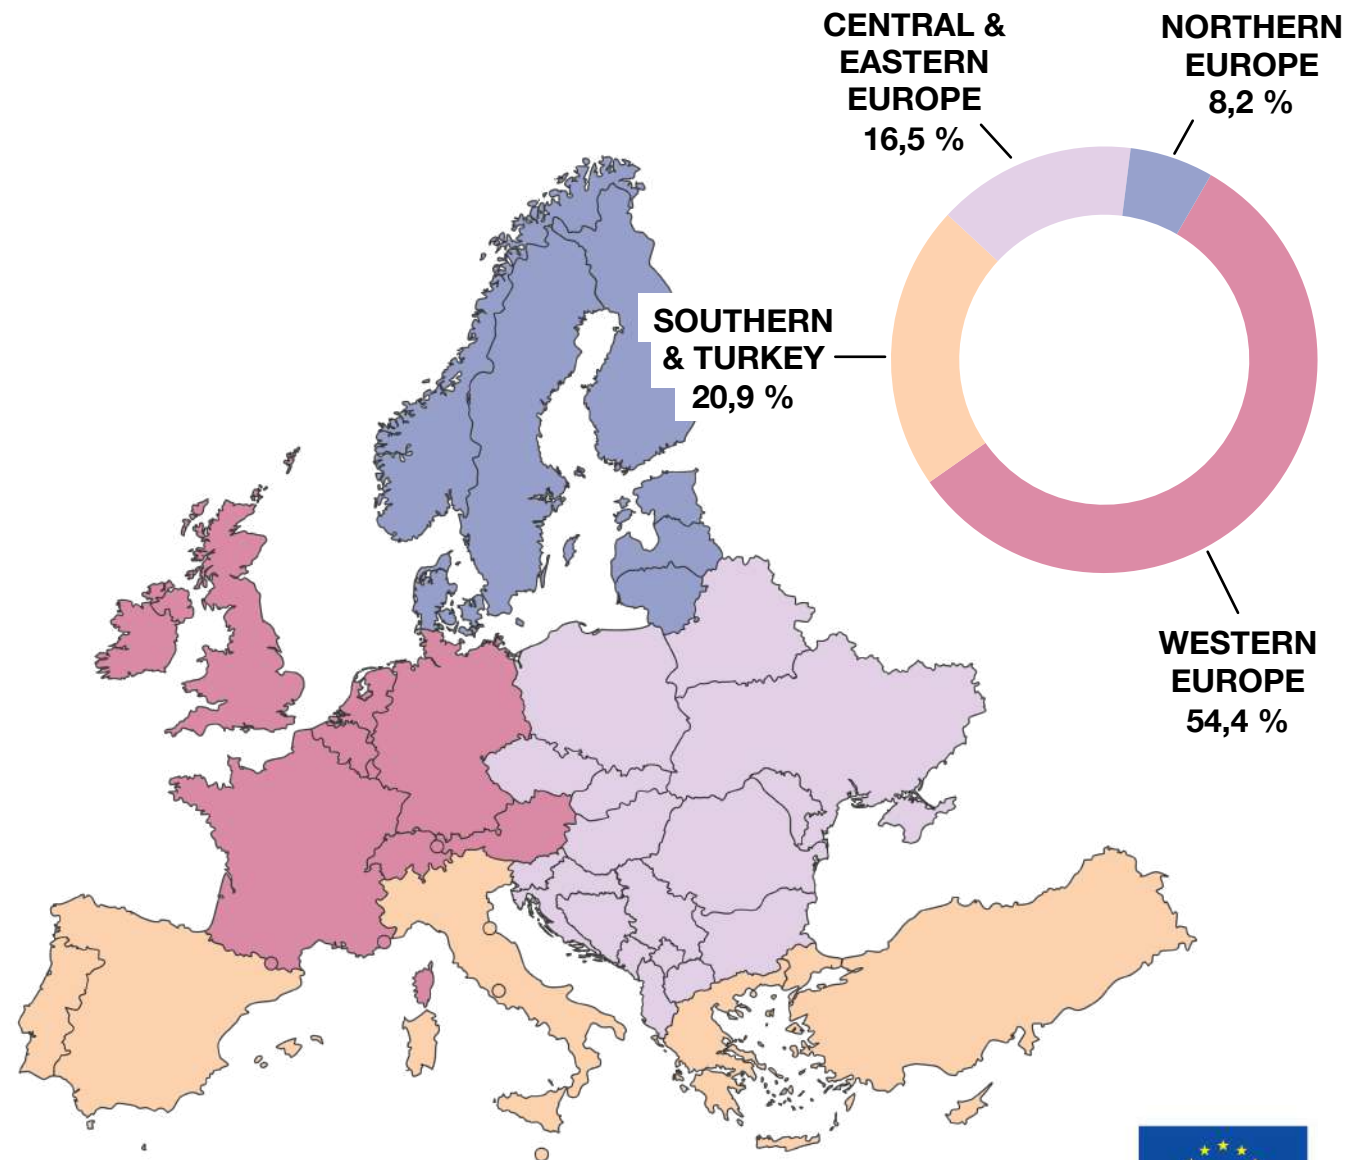 CENTRAL &
EASTERN
EUROPE
16,5 %
NORTHERN
EUROPE
8,2 %
SOUTHERN
& TURKEY
20,9 %
WESTERN
EUROPE
54,4 %